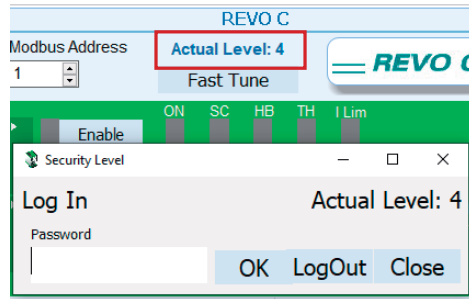 REVO C
Modbus Address
Actual Level: 4
1
Fast Tune
REVO C
ON SC HB TH I Lim
Enable
Security Level
Log In
Actual Level: 4
Password
OK LogOut Close